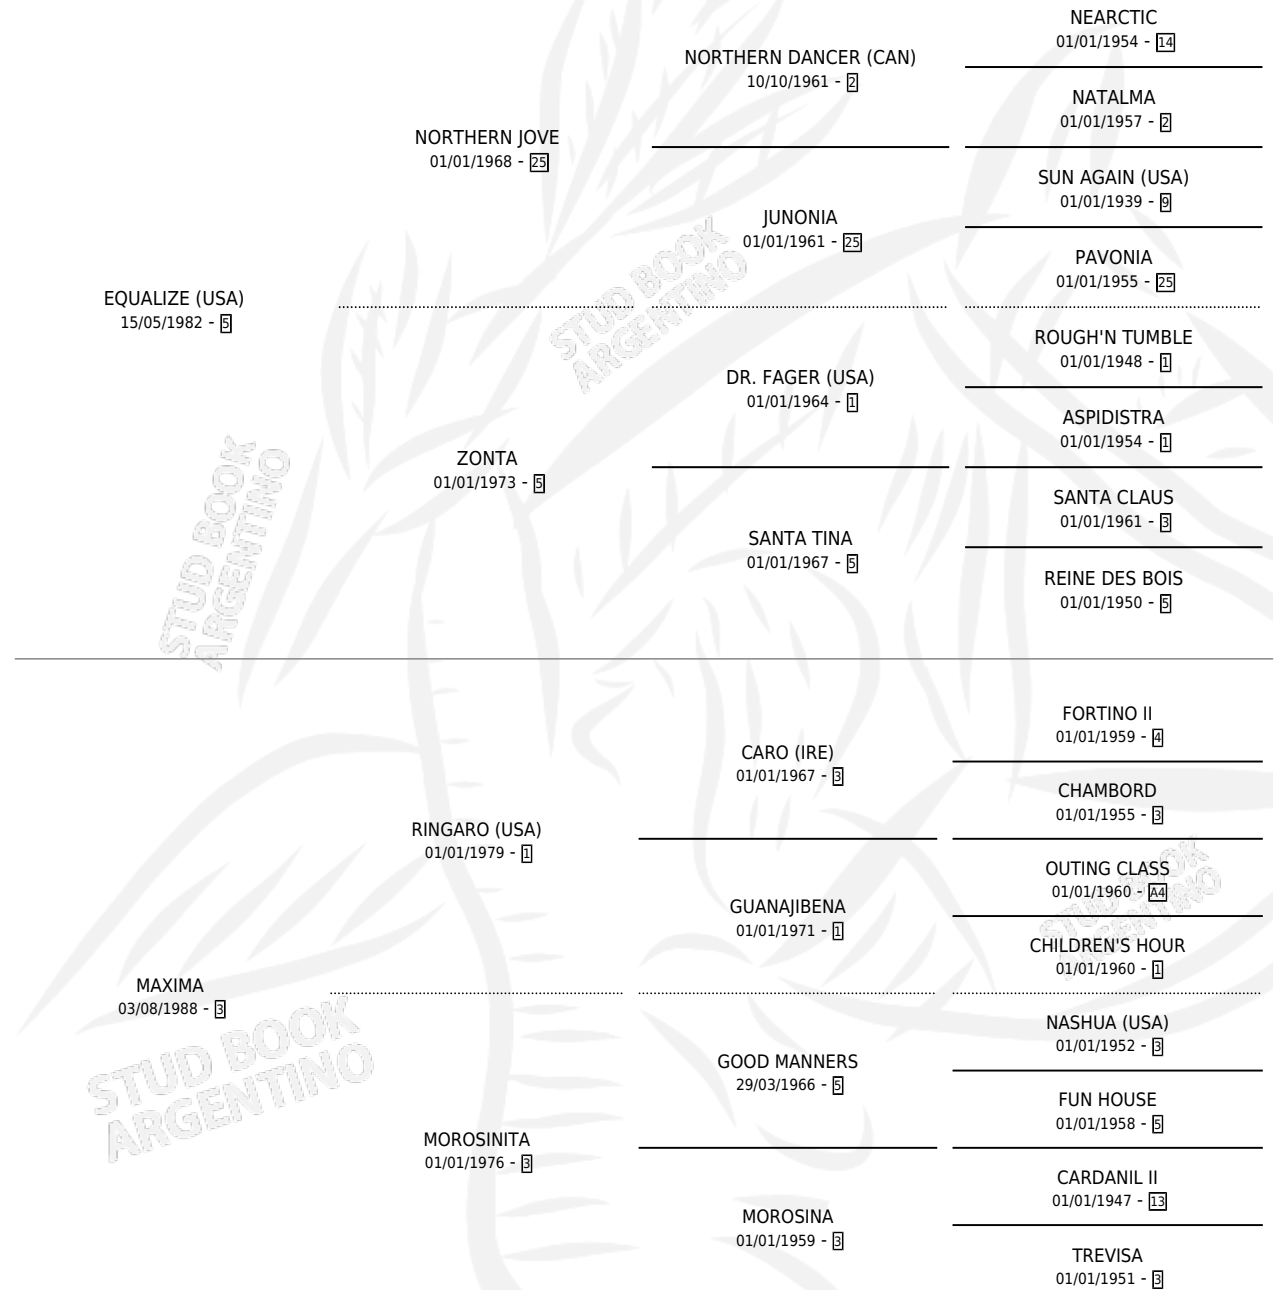 NEARCTIC
01/01/1954 - 14
NORTHERN DANCER (CAN)
10/10/1961 - 2
NATALMA
01/01/1957 - 2
NORTHERN JOVE
01/01/1968 - 25
SUN AGAIN (USA)
01/01/1939 - 9
JUNONIA
01/01/1961 - 25
PAVONIA
01/01/1955 - 25
EQUALIZE (USA)
15/05/1982 - 5
STUD BOOK
ARGENTINO
ROUGH'N TUMBLE
01/01/1948 - 1
DR. FAGER (USA)
01/01/1964 - 1
ASPIDISTRA
01/01/1954 - 1
ZONTA
01/01/1973 - 5
SANTA CLAUS
01/01/1961 - 3
SANTA TINA
01/01/1967 - 5
REINE DES BOIS
01/01/1950 - 5
STUD BOOK
ARGENTINO
FORTINO II
01/01/1959 - 4
CARO (IRE)
01/01/1967 - 3
CHAMBORD
01/01/1955 - 3
RINGARO (USA)
01/01/1979 - 1
OUTING CLASS
01/01/1960 - A4
GUANAJIBENA
01/01/1971 - 1
CHILDREN'S HOUR
01/01/1960 - 1
STUD BOOK
ARGENTINO
MAXIMA
03/08/1988 - 3
NASHUA (USA)
01/01/1952 - 3
GOOD MANNERS
29/03/1966 - 5
FUN HOUSE
01/01/1958 - 5
STUD BOOK
ARGENTINO
MOROSINITA
01/01/1976 - 3
CARDANIL II
01/01/1947 - 13
MOROSINA
01/01/1959 - 3
TREVISA
01/01/1951 - 3